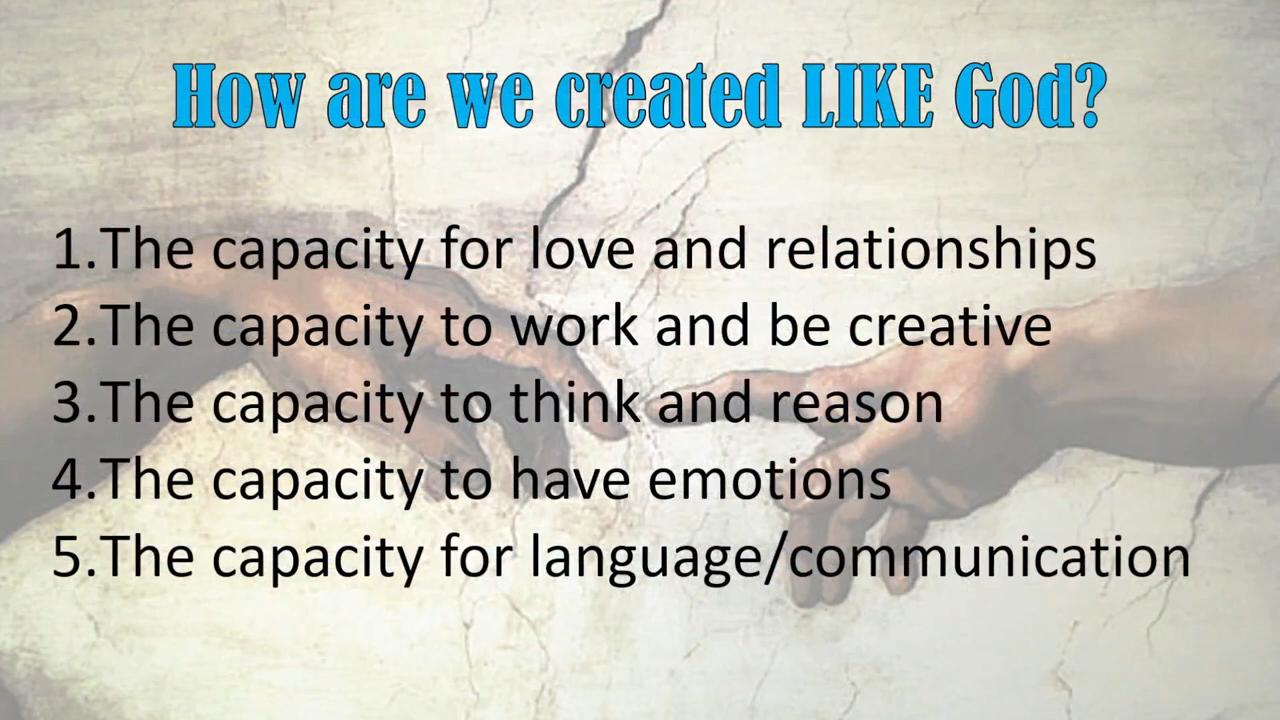 How are we created LIKE God?
1.The capacity for love and relationships
2.The capacity to work and be creative
3.The capacity to think and reason
4.The capacity to have emotions
5.The capacity for language/communication